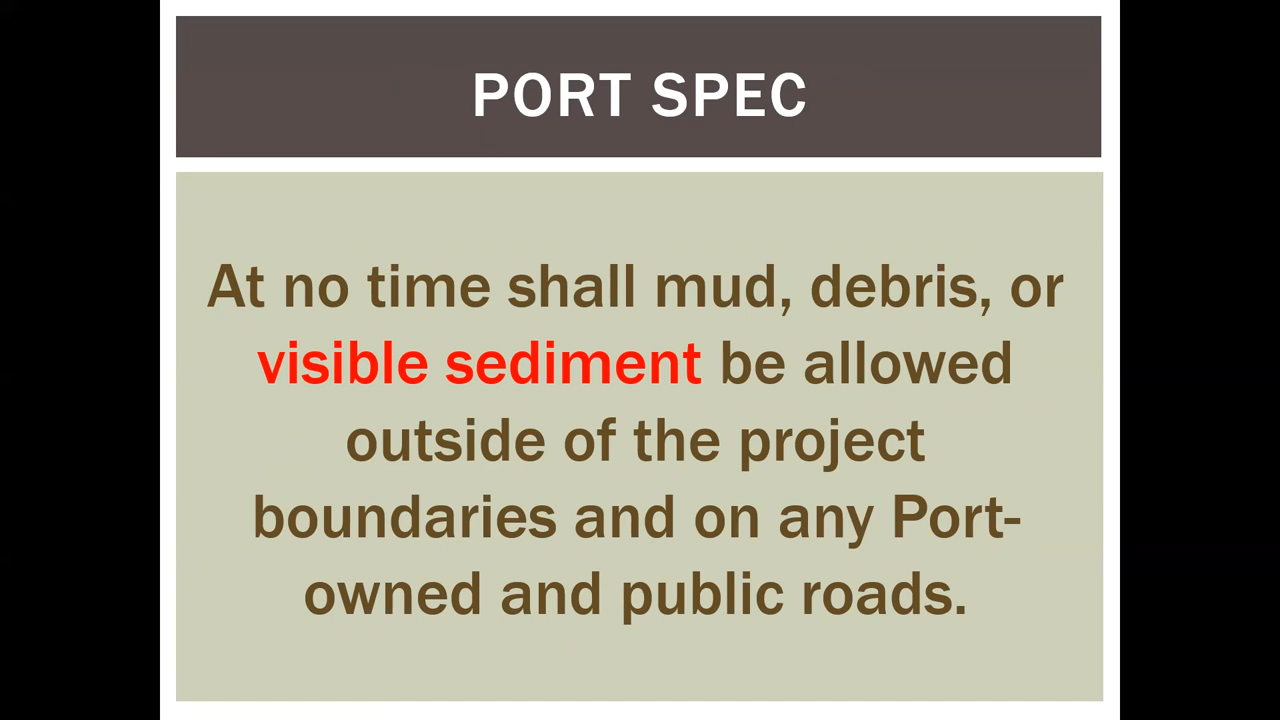 PORT SPEC
At no time shall mud, debris, or
visible sediment be allowed
outside of the project
boundaries and on any Port-
owned and public roads.